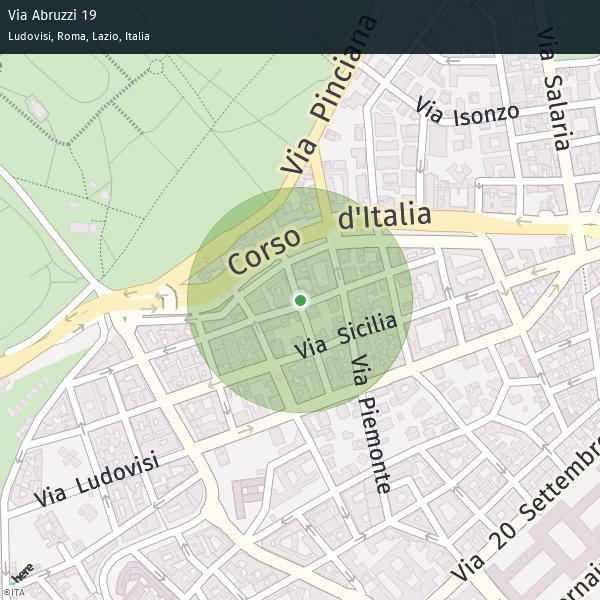 Via Abruzzi 19
Ludovisi, Roma, Lazio, Italia
Via Pinciana
Via Salaria
Via Isonzo
Corso d'Italia
Via Sicilia
Via Piemonte
Via Ludovisi
Via 20 Settembre
here
©ITA